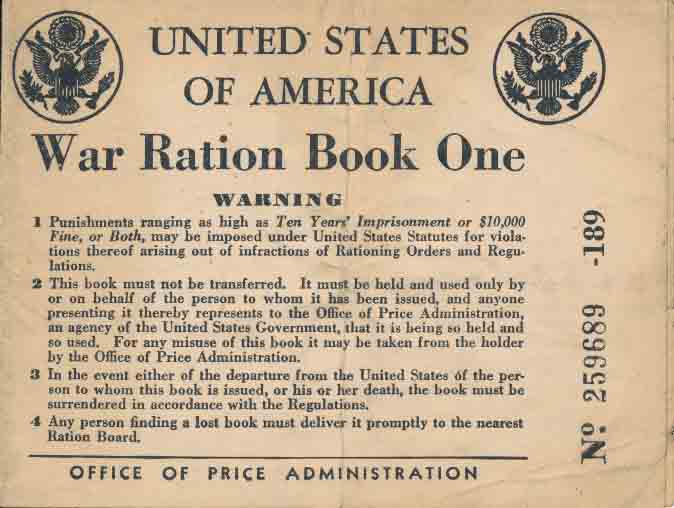 UNITED STATES
OF AMERICA
War Ration Book One
WARNING
1 Punishments ranging as high as Ten Years' Imprisonment or $10,000
Fine, or Both, may be imposed under United States Statutes for viola-
tions thereof arising out of infractions of Rationing Orders and Regu-
lations.
2 This book must not be transferred. It must be held and used only by
or on behalf of the person to whom it has been issued, and anyone
presenting it thereby represents to the Office of Price Administration,
an agency of the United States Government, that it is being so held and
so used. For any misuse of this book it may be taken from the holder
by the Office of Price Administration.
3 In the event either of the departure from the United States of the per-
son to whom this book is issued, or his or her death, the book must be
surrendered in accordance with the Regulations.
4 Any person finding a lost book must deliver it promptly to the nearest
Ration Board.
OFFICE OF PRICE ADMINISTRATION
No 259689 -189